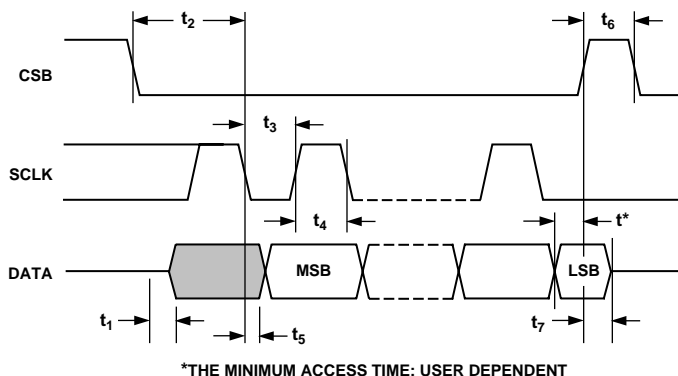 t2
t6
CSB
t3
SCLK
t4
t*
DATA
MSB
LSB
t1
t5
t7
*THE MINIMUM ACCESS TIME: USER DEPENDENT